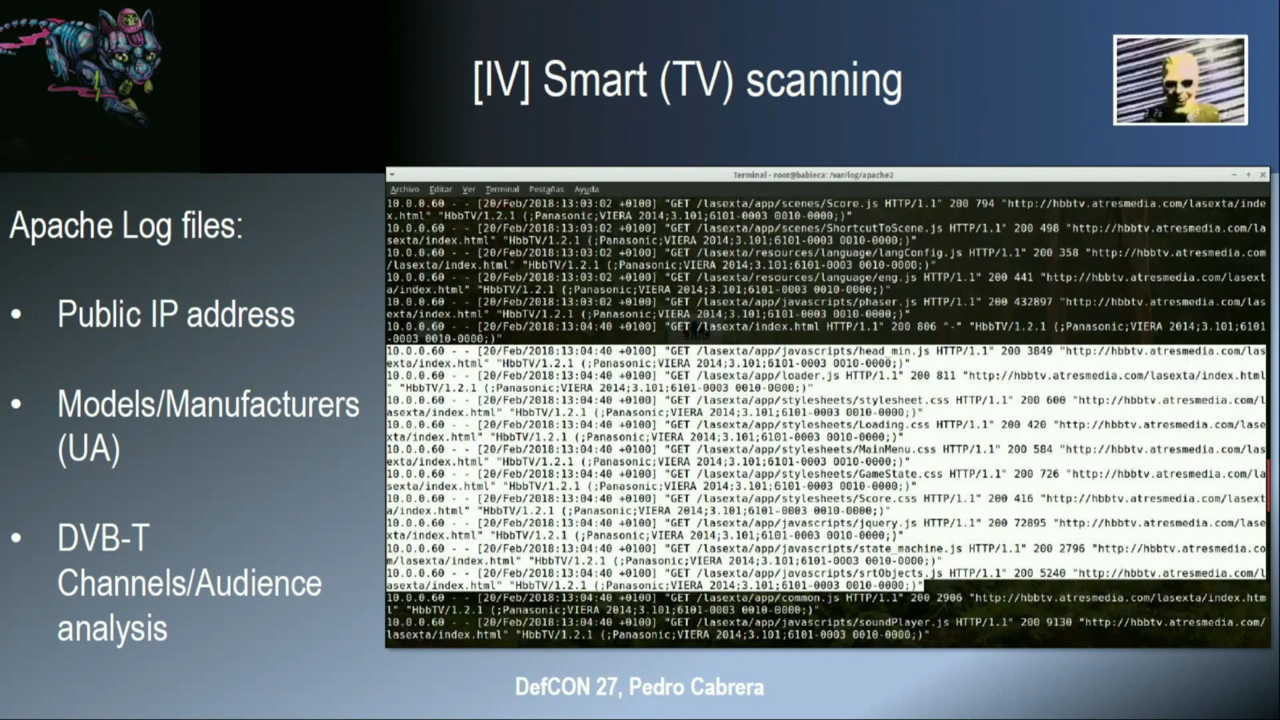 [IV] Smart (TV) scanning
Apache Log files:
• Public IP address
• Models/Manufacturers
(UA)
• DVB-T
Channels/Audience
analysis
Terminal - root@babieca: /var/log/apache2
Archivo Editar Ver Terminal Pestañas Ayuda
10.0.0.60 - - [20/Feb/2018:13:03:02 +0100] "GET /lasexta/app/scenes/Score.js HTTP/1.1" 200 794 "http://hbbtv.atresmedia.com/lasexta/inde
x.html" "HbbTV/1.2.1 (;Panasonic;VIERA 2014;3.101;6101-0003 0010-0000;)"
10.0.0.60 - - [20/Feb/2018:13:03:02 +0100] "GET /lasexta/app/scenes/ShortcutToScene.js HTTP/1.1" 200 498 "http://hbbtv.atresmedia.com/la
sexta/index.html" "HbbTV/1.2.1 (;Panasonic;VIERA 2014;3.101;6101-0003 0010-0000;)"
10.0.0.60 - - [20/Feb/2018:13:03:02 +0100] "GET /lasexta/resources/language/langConfig.js HTTP/1.1" 200 358 "http://hbbtv.atresmedia.com
/lasexta/index.html" "HbbTV/1.2.1 (;Panasonic;VIERA 2014;3.101;6101-0003 0010-0000;)"
10.0.0.60 - - [20/Feb/2018:13:03:02 +0100] "GET /lasexta/resources/language/eng.js HTTP/1.1" 200 441 "http://hbbtv.atresmedia.com/lasext
a/index.html" "HbbTV/1.2.1 (;Panasonic;VIERA 2014;3.101;6101-0003 0010-0000;)"
10.0.0.60 - - [20/Feb/2018:13:03:02 +0100] "GET /lasexta/app/javascripts/phaser.js HTTP/1.1" 200 432897 "http://hbbtv.atresmedia.com/las
exta/index.html" "HbbTV/1.2.1 (;Panasonic;VIERA 2014;3.101;6101-0003 0010-0000;)"
10.0.0.60 - - [20/Feb/2018:13:04:40 +0100] "GET /lasexta/index.html HTTP/1.1" 200 806 "-" "HbbTV/1.2.1 (;Panasonic;VIERA 2014;3.101;6101
-0003 0010-0000;)"
10.0.0.60 - - [20/Feb/2018:13:04:40 +0100] "GET /lasexta/app/javascripts/head_min.js HTTP/1.1" 200 3849 "http://hbbtv.atresmedia.com/las
exta/index.html" "HbbTV/1.2.1 (;Panasonic;VIERA 2014;3.101;6101-0003 0010-0000;)"
10.0.0.60 - - [20/Feb/2018:13:04:40 +0100] "GET /lasexta/app/loader.js HTTP/1.1" 200 811 "http://hbbtv.atresmedia.com/lasexta/index.html
" "HbbTV/1.2.1 (;Panasonic;VIERA 2014;3.101;6101-0003 0010-0000;)"
10.0.0.60 - - [20/Feb/2018:13:04:40 +0100] "GET /lasexta/app/stylesheets/stylesheet.css HTTP/1.1" 200 600 "http://hbbtv.atresmedia.com/l
asexta/index.html" "HbbTV/1.2.1 (;Panasonic;VIERA 2014;3.101;6101-0003 0010-0000;)"
10.0.0.60 - - [20/Feb/2018:13:04:40 +0100] "GET /lasexta/app/stylesheets/Loading.css HTTP/1.1" 200 420 "http://hbbtv.atresmedia.com/lase
xta/index.html" "HbbTV/1.2.1 (;Panasonic;VIERA 2014;3.101;6101-0003 0010-0000;)"
10.0.0.60 - - [20/Feb/2018:13:04:40 +0100] "GET /lasexta/app/stylesheets/MainMenu.css HTTP/1.1" 200 584 "http://hbbtv.atresmedia.com/las
exta/index.html" "HbbTV/1.2.1 (;Panasonic;VIERA 2014;3.101;6101-0003 0010-0000;)"
10.0.0.60 - - [20/Feb/2018:13:04:40 +0100] "GET /lasexta/app/stylesheets/GameState.css HTTP/1.1" 200 726 "http://hbbtv.atresmedia.com/la
sexta/index.html" "HbbTV/1.2.1 (;Panasonic;VIERA 2014;3.101;6101-0003 0010-0000;)"
10.0.0.60 - - [20/Feb/2018:13:04:40 +0100] "GET /lasexta/app/stylesheets/Score.css HTTP/1.1" 200 416 "http://hbbtv.atresmedia.com/lasext
a/index.html" "HbbTV/1.2.1 (;Panasonic;VIERA 2014;3.101;6101-0003 0010-0000;)"
10.0.0.60 - - [20/Feb/2018:13:04:40 +0100] "GET /lasexta/app/javascripts/jquery.js HTTP/1.1" 200 72895 "http://hbbtv.atresmedia.com/lase
xta/index.html" "HbbTV/1.2.1 (;Panasonic;VIERA 2014;3.101;6101-0003 0010-0000;)"
10.0.0.60 - - [20/Feb/2018:13:04:40 +0100] "GET /lasexta/app/javascripts/state_machine.js HTTP/1.1" 200 2796 "http://hbbtv.atresmedia.co
m/lasexta/index.html" "HbbTV/1.2.1 (;Panasonic;VIERA 2014;3.101;6101-0003 0010-0000;)"
10.0.0.60 - - [20/Feb/2018:13:04:40 +0100] "GET /lasexta/app/javascripts/srtObjects.js HTTP/1.1" 200 5240 "http://hbbtv.atresmedia.com/l
asexta/index.html" "HbbTV/1.2.1 (;Panasonic;VIERA 2014;3.101;6101-0003 0010-0000;)"
10.0.0.60 - - [20/Feb/2018:13:04:40 +0100] "GET /lasexta/app/common.js HTTP/1.1" 200 2906 "http://hbbtv.atresmedia.com/lasexta/index.htm
l" "HbbTV/1.2.1 (;Panasonic;VIERA 2014;3.101;6101-0003 0010-0000;)"
10.0.0.60 - - [20/Feb/2018:13:04:40 +0100] "GET /lasexta/app/javascripts/soundPlayer.js HTTP/1.1" 200 9130 "http://hbbtv.atresmedia.com/
lasexta/index.html" "HbbTV/1.2.1 (;Panasonic;VIERA 2014;3.101;6101-0003 0010-0000;)"
DefCON 27, Pedro Cabrera